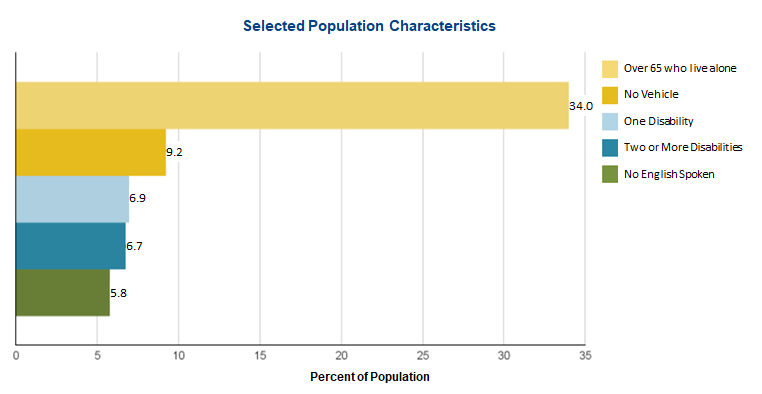 Selected Population Characteristics
Over 65 who live alone
No Vehicle
One Disability
Two or More Disabilities
No English Spoken
34.0
9.2
6.9
6.7
5.8
0 5 10 15 20 25 30 35
Percent of Population